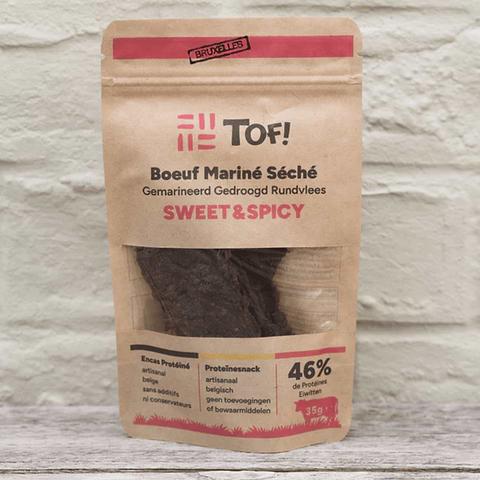 BRUXELLES
TOF!
Boeuf Mariné Séché
Gemarineerd Gedroogd Rundvlees
SWEET&SPICY
Encas Protéiné
artisanal
belge
sans additifs
ni conservateurs
Proteïnesnack
artisanaal
belgisch
geen toevoegingen
of bewaarmiddelen
46%
de Protéines
Eiwitten
35g